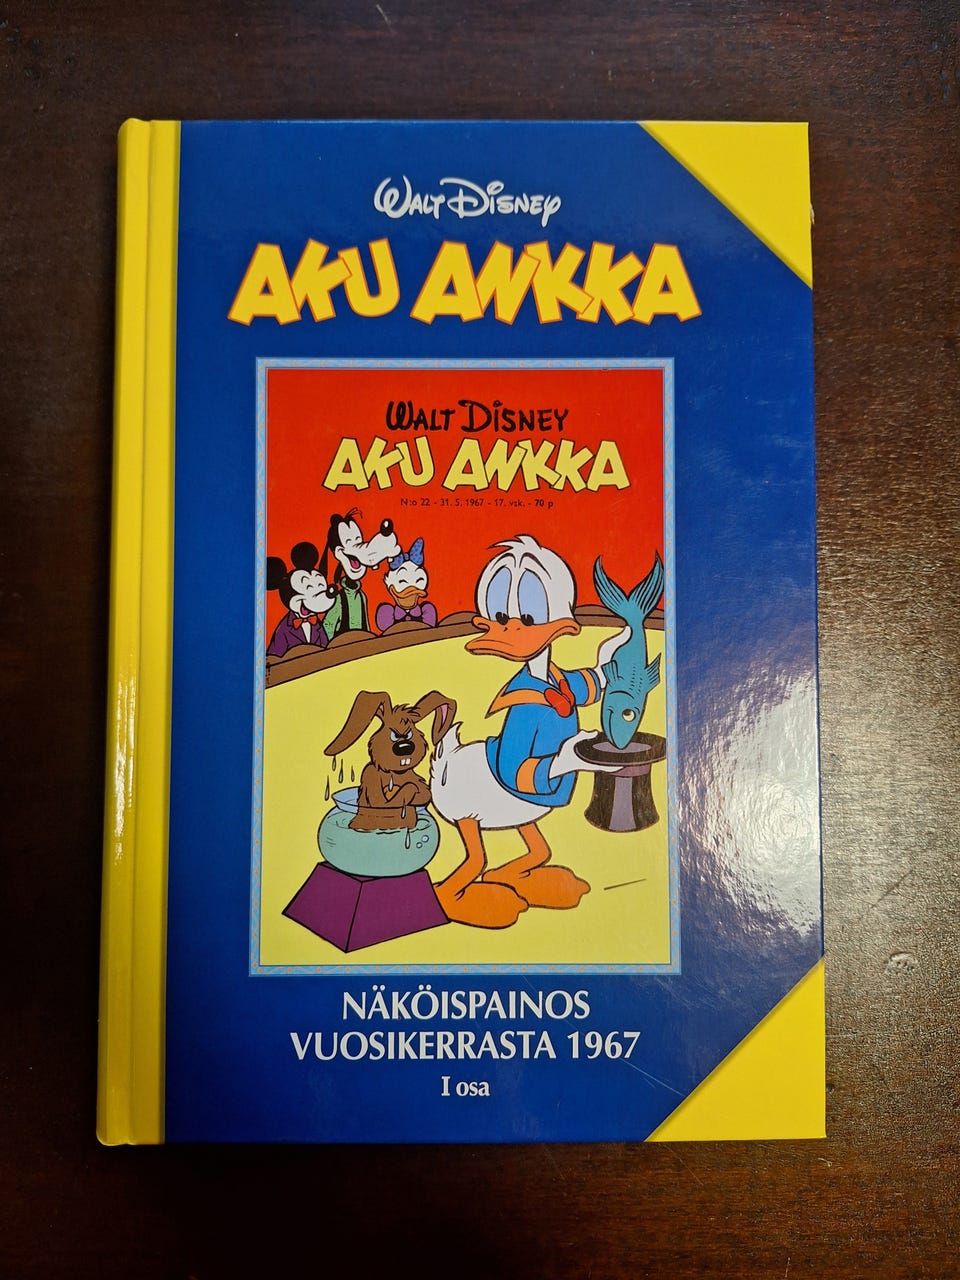 WALT DISNEY
AKU ANKKA
WALT DISNEY
AKU ANKKA
N:o 22 - 31. 5. 1967 - 17. vsk. - 70 p
NÄKÖISPAINOS
VUOSIKERRASTA 1967
I osa